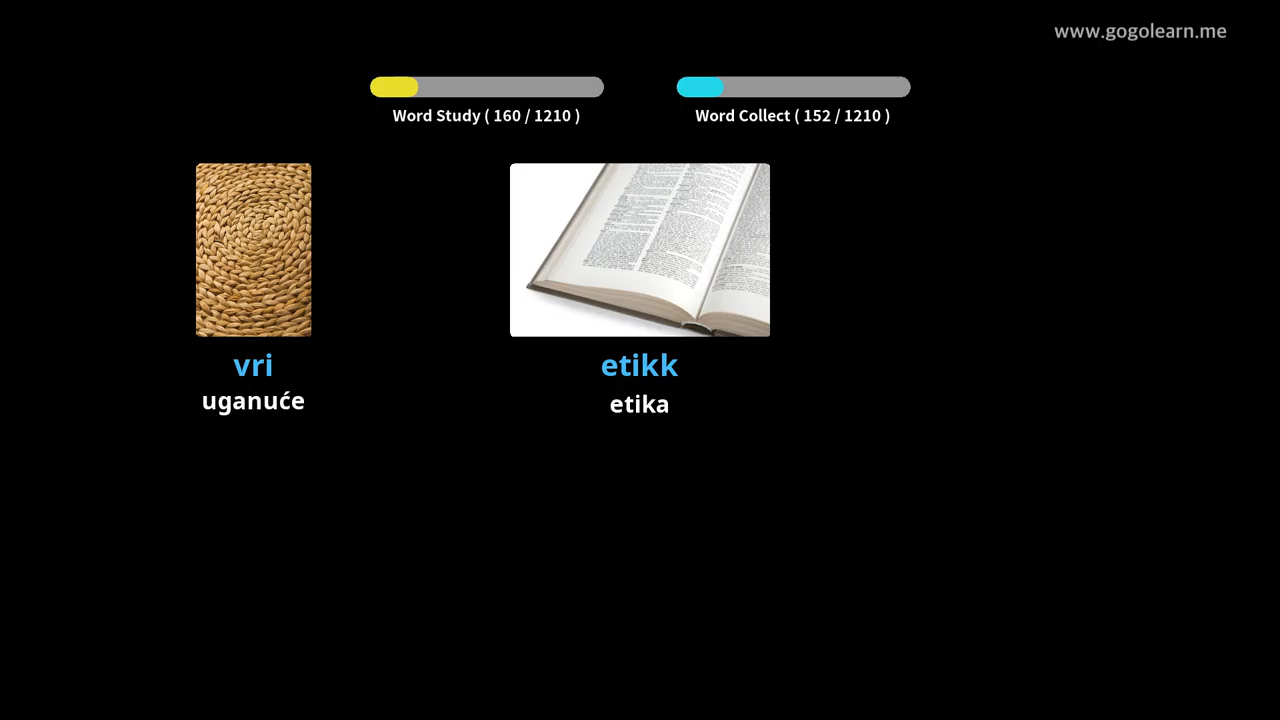 www.gogolearn.me
Word Study ( 160 / 1210 )
Word Collect ( 152 / 1210 )
vri
uganuće
etikk
etika